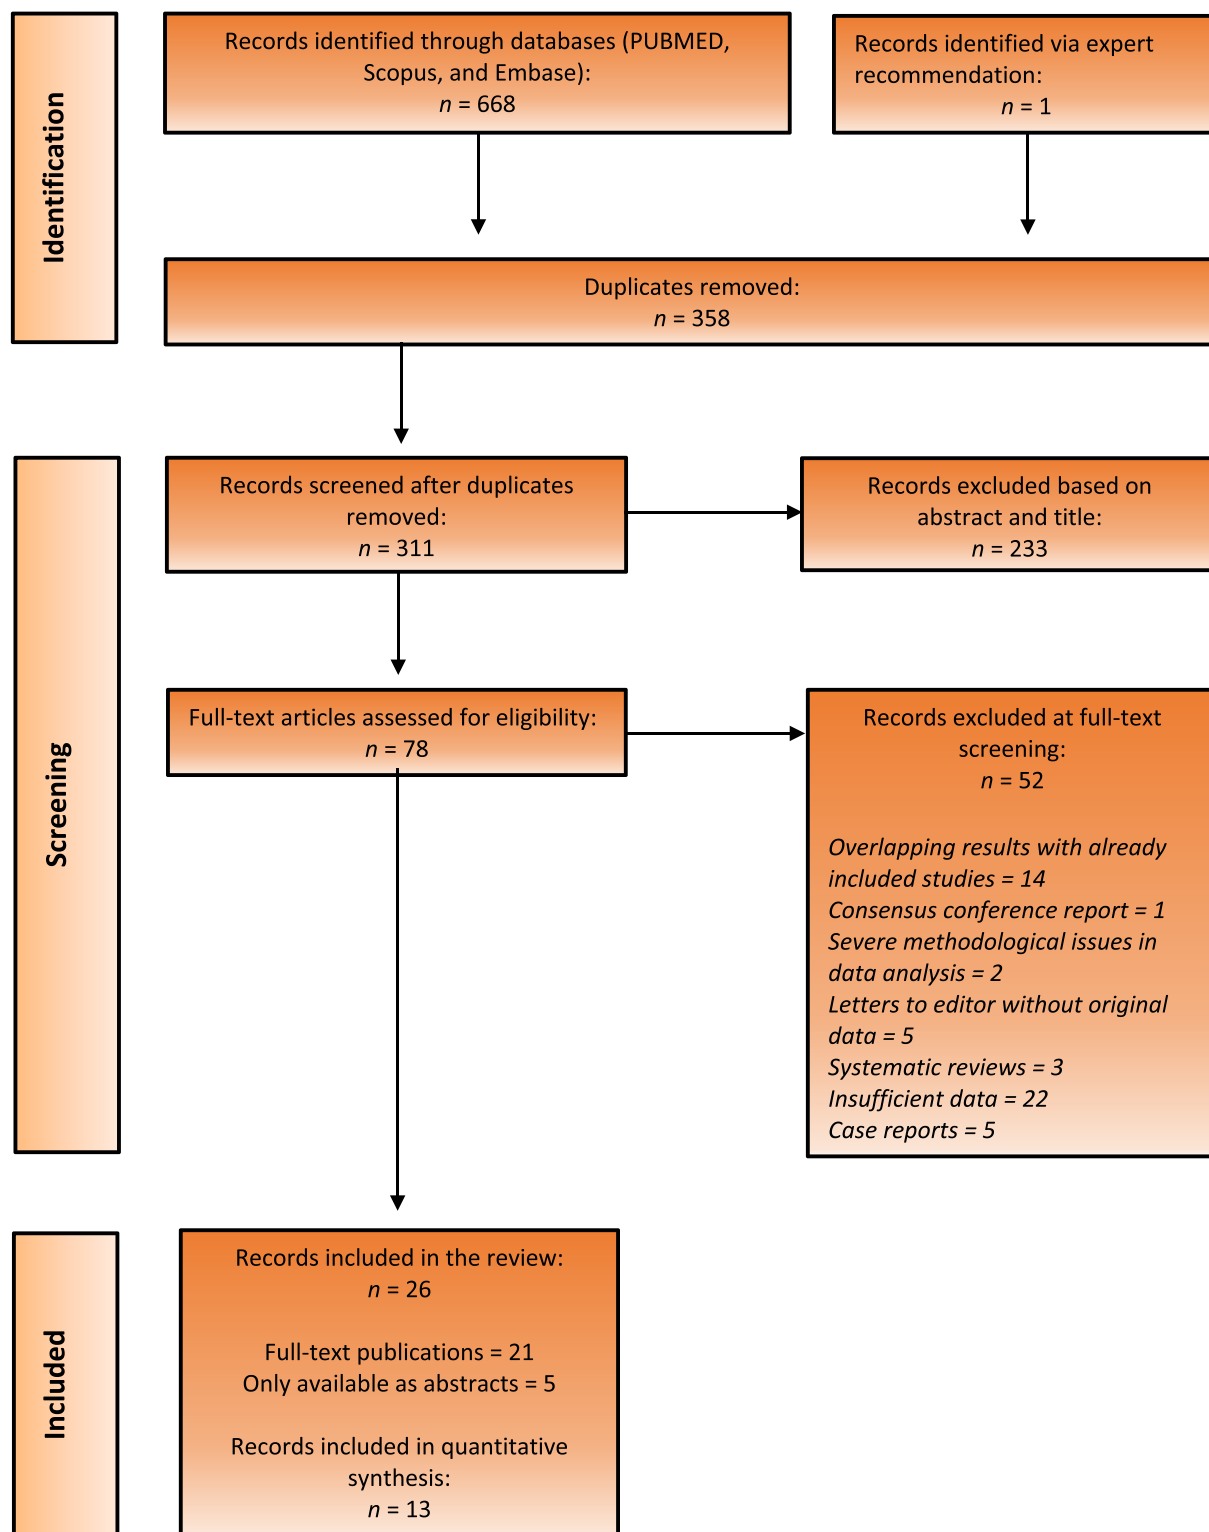 Identification
Records identified through databases (PUBMED,
Scopus, and Embase):
n = 668
Records identified via expert
recommendation:
n = 1
Duplicates removed:
n = 358
Screening
Records screened after duplicates
removed:
n = 311
Records excluded based on
abstract and title:
n = 233
Full-text articles assessed for eligibility:
n = 78
Records excluded at full-text
screening:
n = 52
Overlapping results with already
included studies = 14
Consensus conference report = 1
Severe methodological issues in
data analysis = 2
Letters to editor without original
data = 5
Systematic reviews = 3
Insufficient data = 22
Case reports = 5
Included
Records included in the review:
n = 26
Full-text publications = 21
Only available as abstracts = 5
Records included in quantitative
synthesis:
n = 13